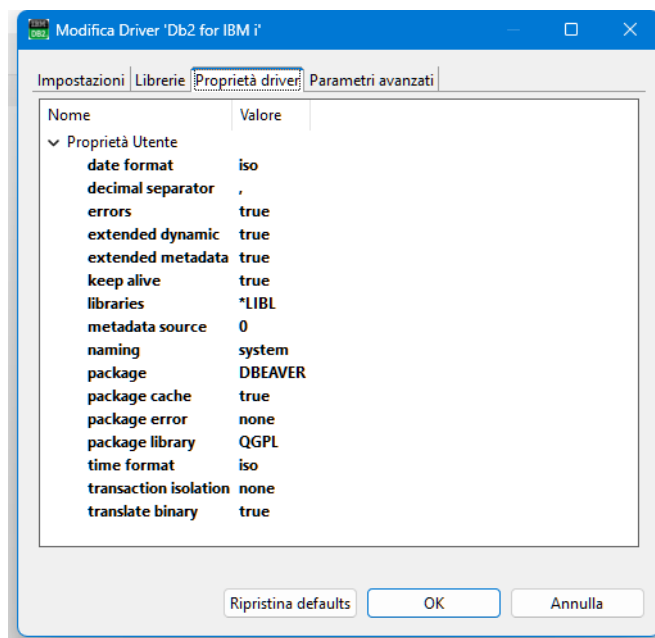 IBM
DB2
Modifica Driver 'Db2 for IBM i'
Impostazioni Librerie Proprietà driver Parametri avanzati
Nome Valore
Proprietà Utente
date format iso
decimal separator ,
errors true
extended dynamic true
extended metadata true
keep alive true
libraries *LIBL
metadata source 0
naming system
package DBEAVER
package cache true
package error none
package library QGPL
time format iso
transaction isolation none
translate binary true
Ripristina defaults OK Annulla